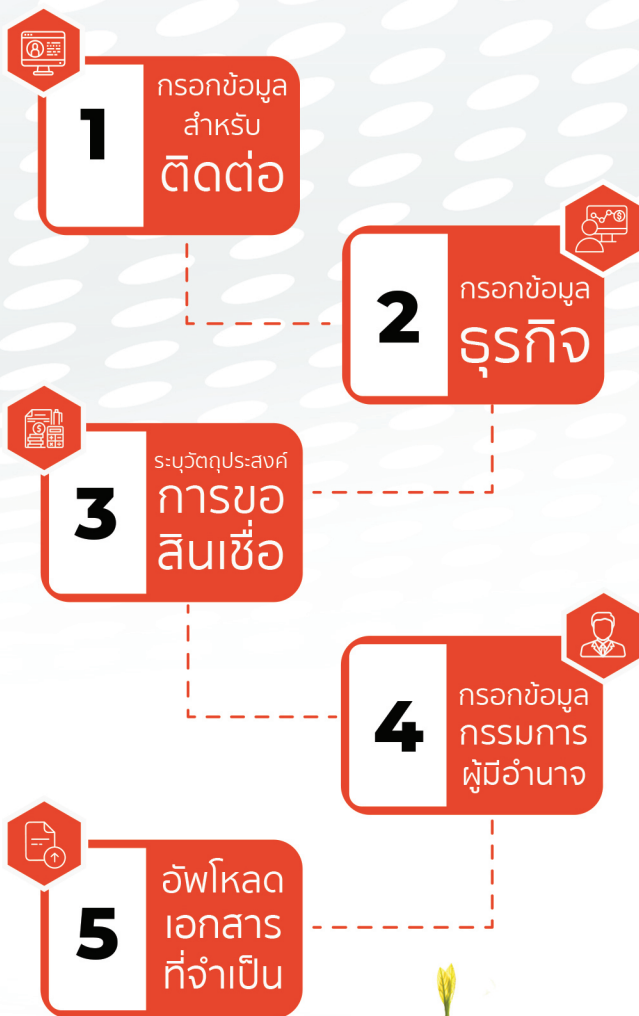 1
กรอกข้อมูล
สำหรับ
ติดต่อ
2
กรอกข้อมูล
ธุรกิจ
3
ระบุวัตถุประสงค์
การขอ
สินเชื่อ
4
กรอกข้อมูล
กรรมการ
ผู้มีอำนาจ
5
อัพโหลด
เอกสาร
ที่จำเป็น